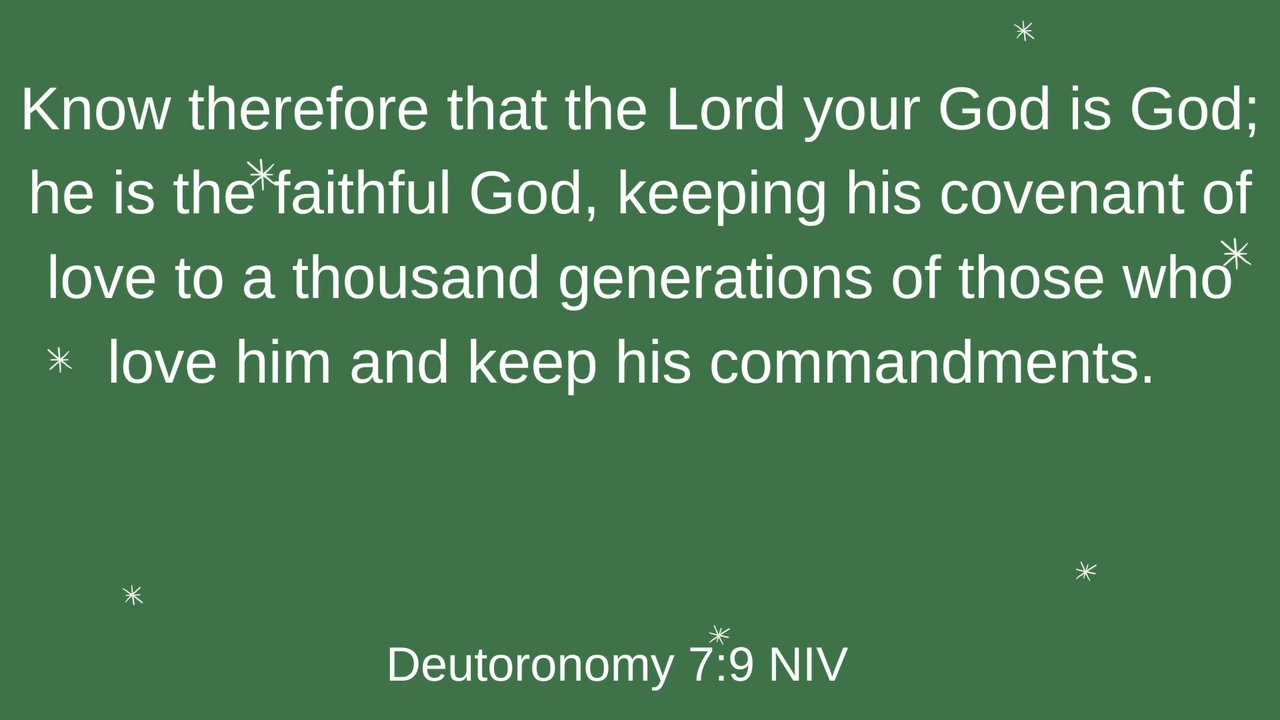 Know therefore that the Lord your God is God;
he is the faithful God, keeping his covenant of
love to a thousand generations of those who
love him and keep his commandments.
Deutoronomy 7:9 NIV